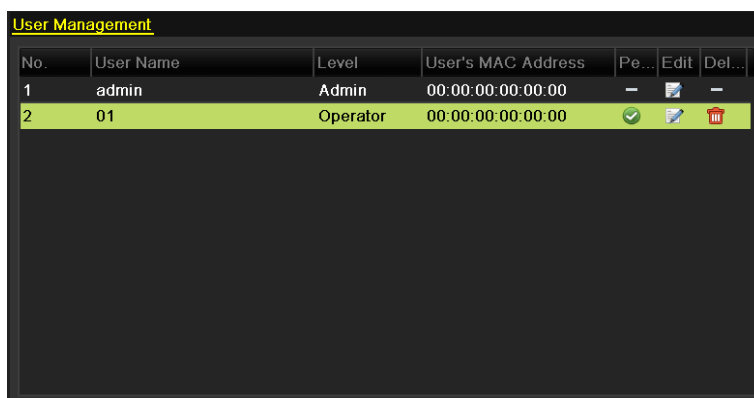 User Management
No. User Name Level User's MAC Address Pe... Edit Del...
1 admin Admin 00:00:00:00:00:00 – –
2 01 Operator 00:00:00:00:00:00